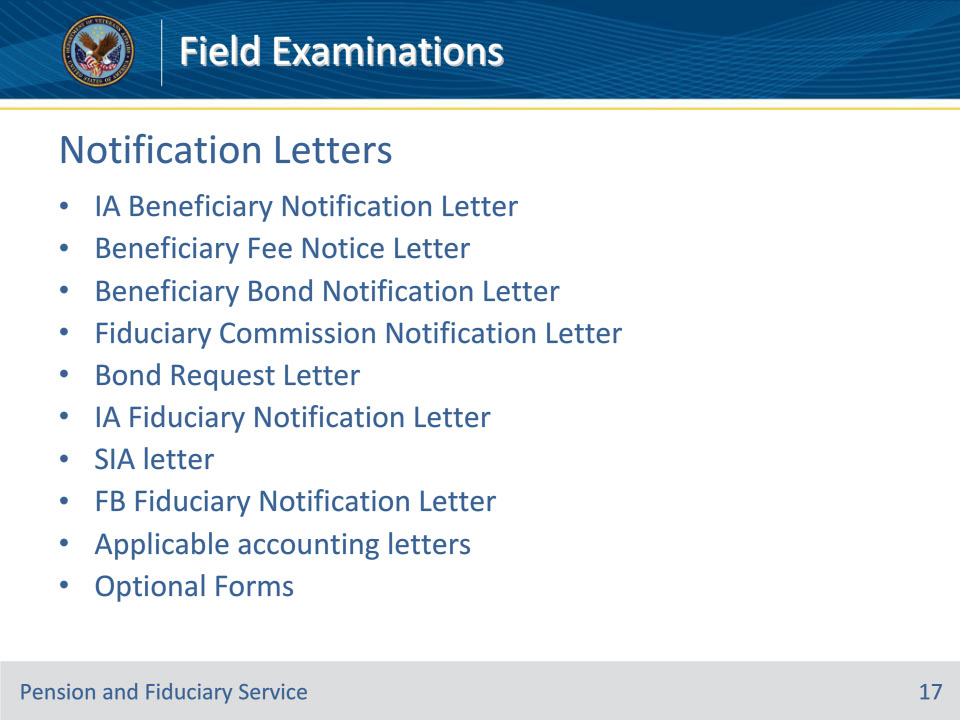 Field Examinations
Notification Letters
• IA Beneficiary Notification Letter
• Beneficiary Fee Notice Letter
• Beneficiary Bond Notification Letter
• Fiduciary Commission Notification Letter
• Bond Request Letter
• IA Fiduciary Notification Letter
• SIA letter
• FB Fiduciary Notification Letter
• Applicable accounting letters
• Optional Forms
Pension and Fiduciary Service 17